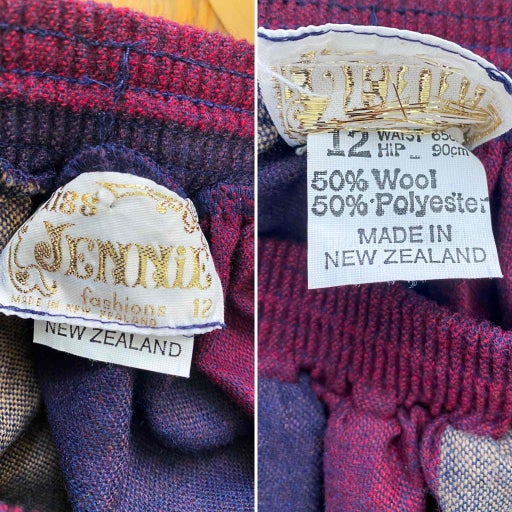 MISS
JENNIE
fashions
MADE IN NEW ZEALAND 12
NEW ZEALAND
12 WAIST 65c
HIP 90cm
50% Wool
50% Polyester
MADE IN
NEW ZEALAND